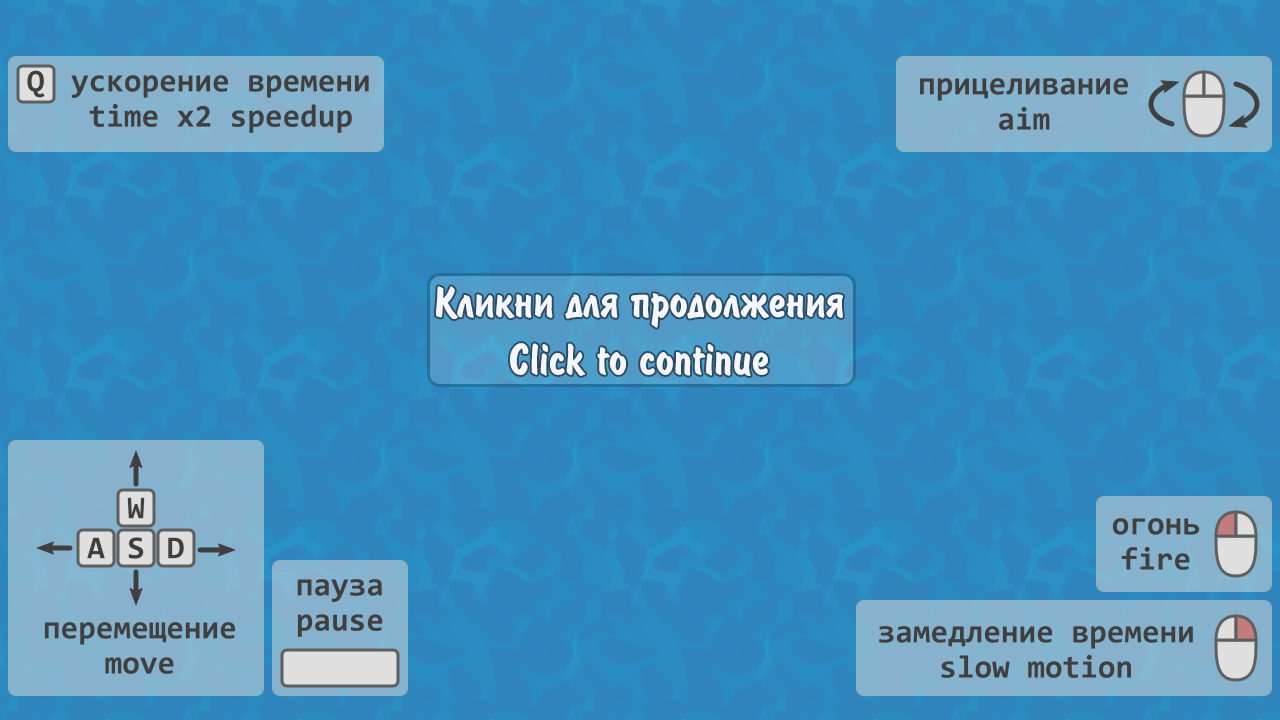 Q ускорение времени
time x2 speedup
прицеливание
aim
Кликни для продолжения
Click to continue
W
A S D
перемещение
move
пауза
pause
огонь
fire
замедление времени
slow motion